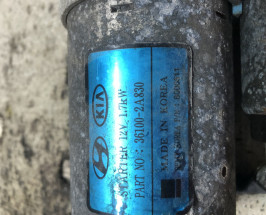 KIA
STARTER 12V, 1.7kW
PART NO : 36100-2A830
MADE IN KOREA